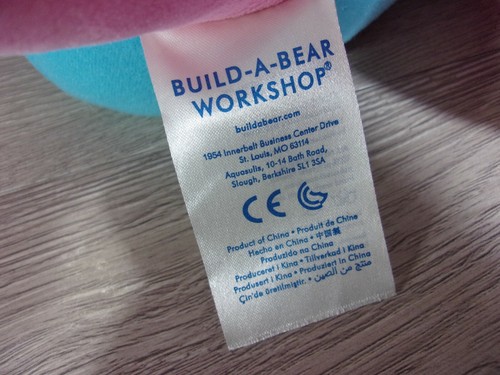 BUILD-A-BEAR
WORKSHOP®
buildabear.com
1954 Innerbelt Business Center Drive
St. Louis, MO 63114
Aquasulis, 10-14 Bath Road,
Slough, Berkshire SL1 3SA
CE
Product of China • Produit de Chine
Hecho en China • 中国製
Produzido na China
Produceret i Kina • Tillverkad i Kina
Produsert i Kina • Produziert in China
Çin'de üretilmiştir. • منتج من الصين